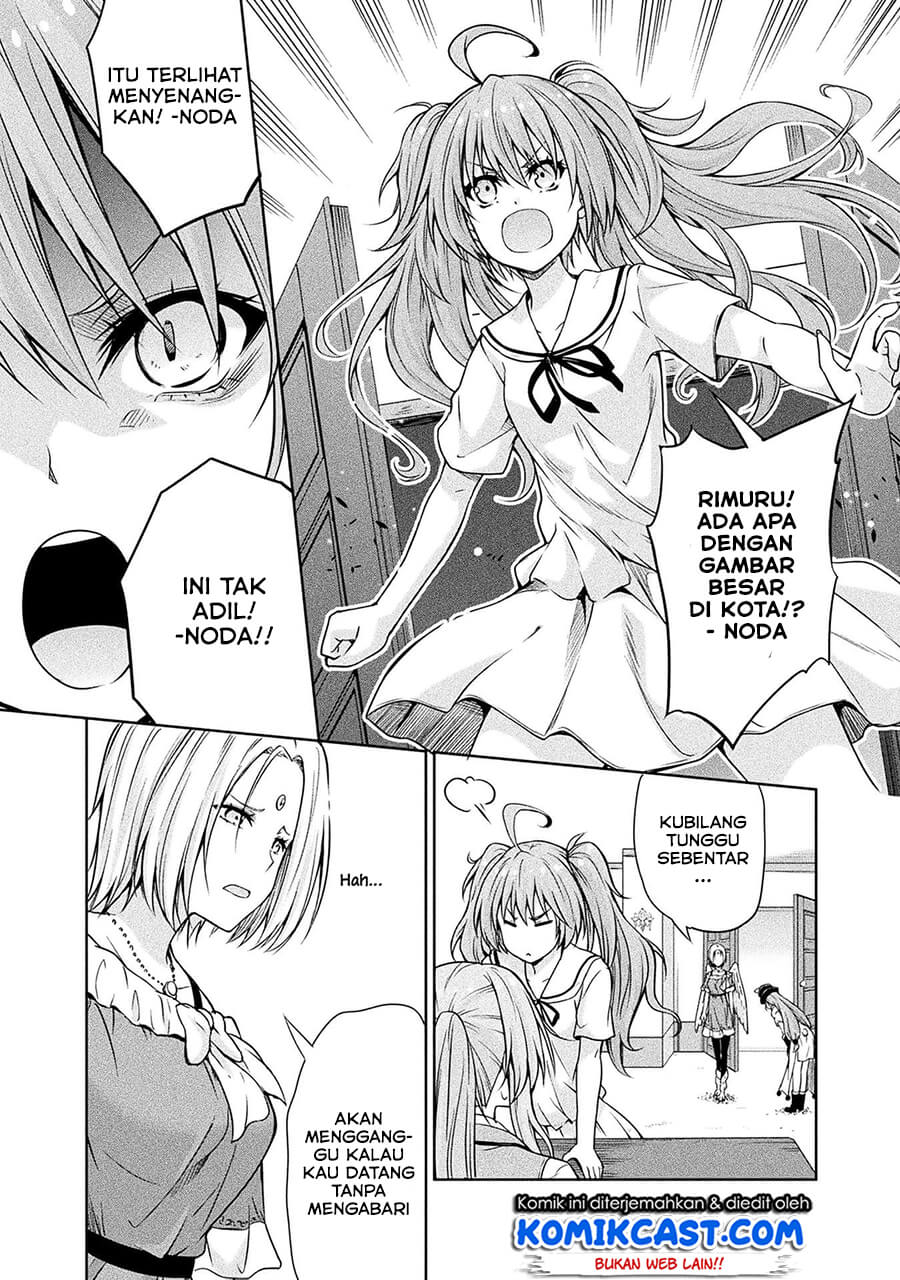 RIMURU!
ADA APA
DENGAN
GAMBAR
BESAR
DI KOTA!?
- NODA
ITU TERLIHAT
MENYENANG-
KAN! -NODA
INI TAK
ADIL!
-NODA!!
KUBILANG
TUNGGU
SEBENTAR
...
Hah...
AKAN
MENGGANG-
GU KALAU
KAU DATANG
TANPA
MENGABARI
Komik ini diterjemahkan & diedit oleh
KOMIKCAST.COM
BUKAN WEB LAIN!!